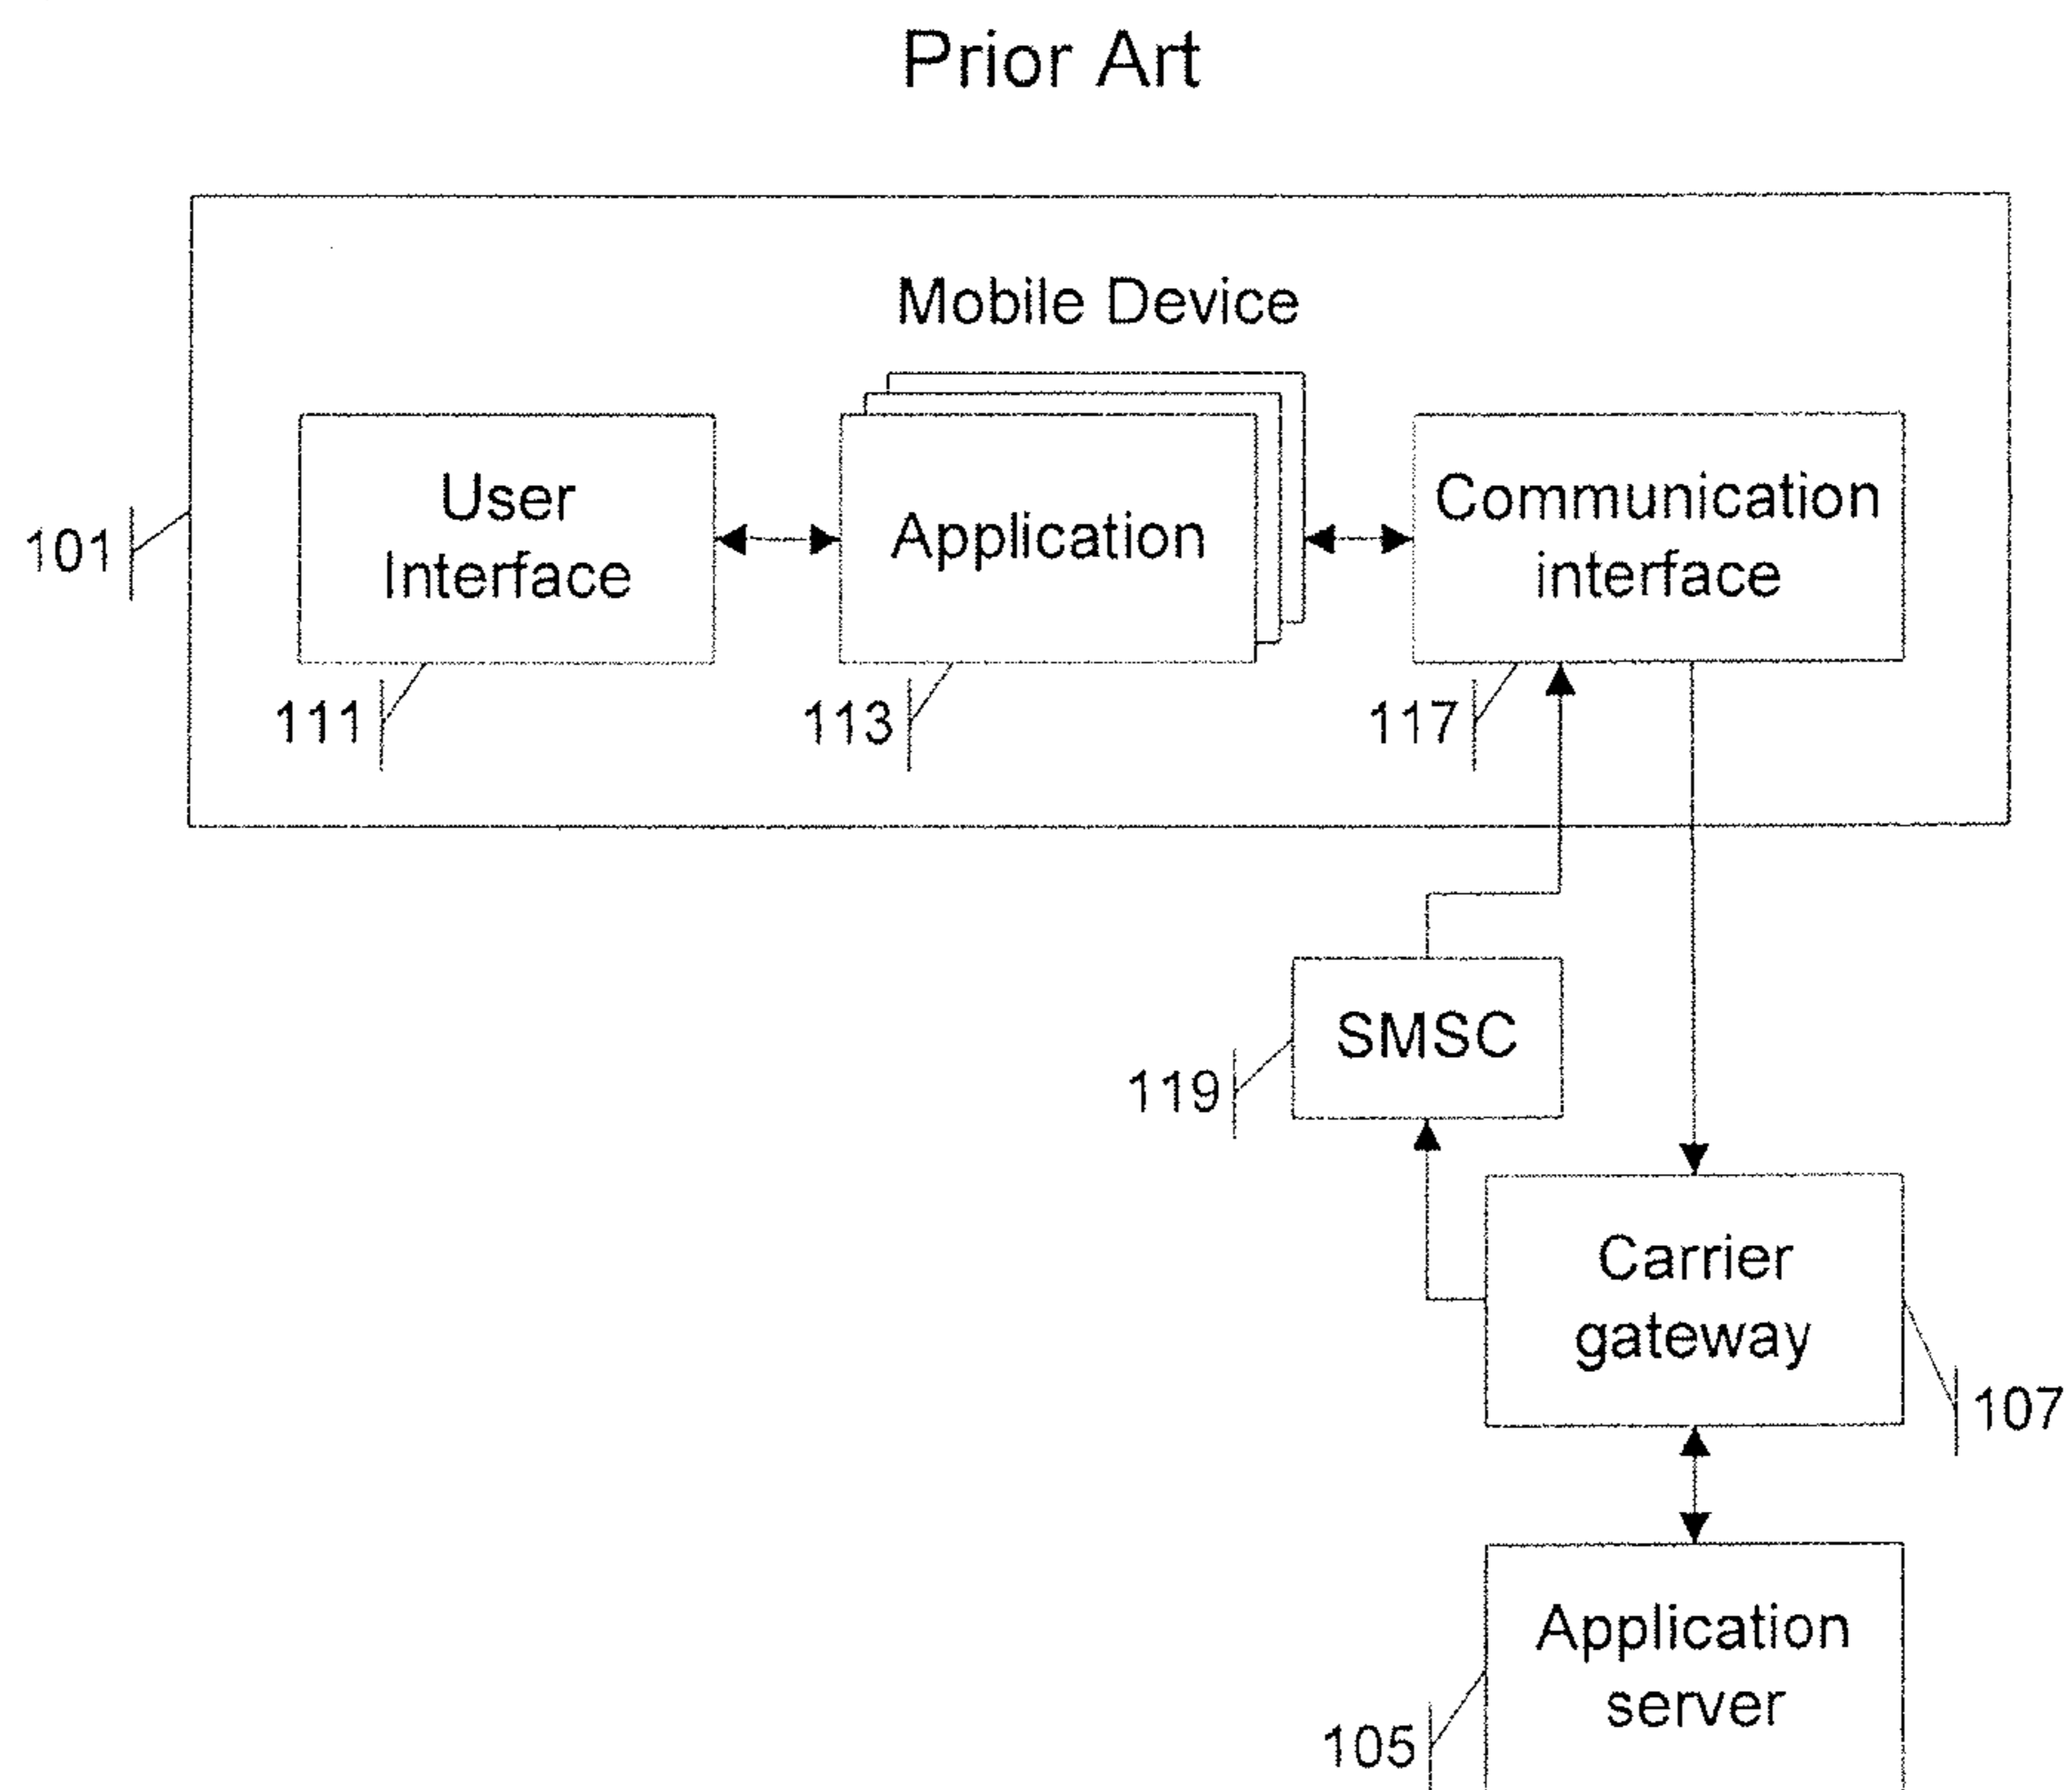 Prior Art
Mobile Device
User
Interface
Application
Communication
interface
101
111
113
117
SMSC
119
Carrier
gateway
107
Application
server
105